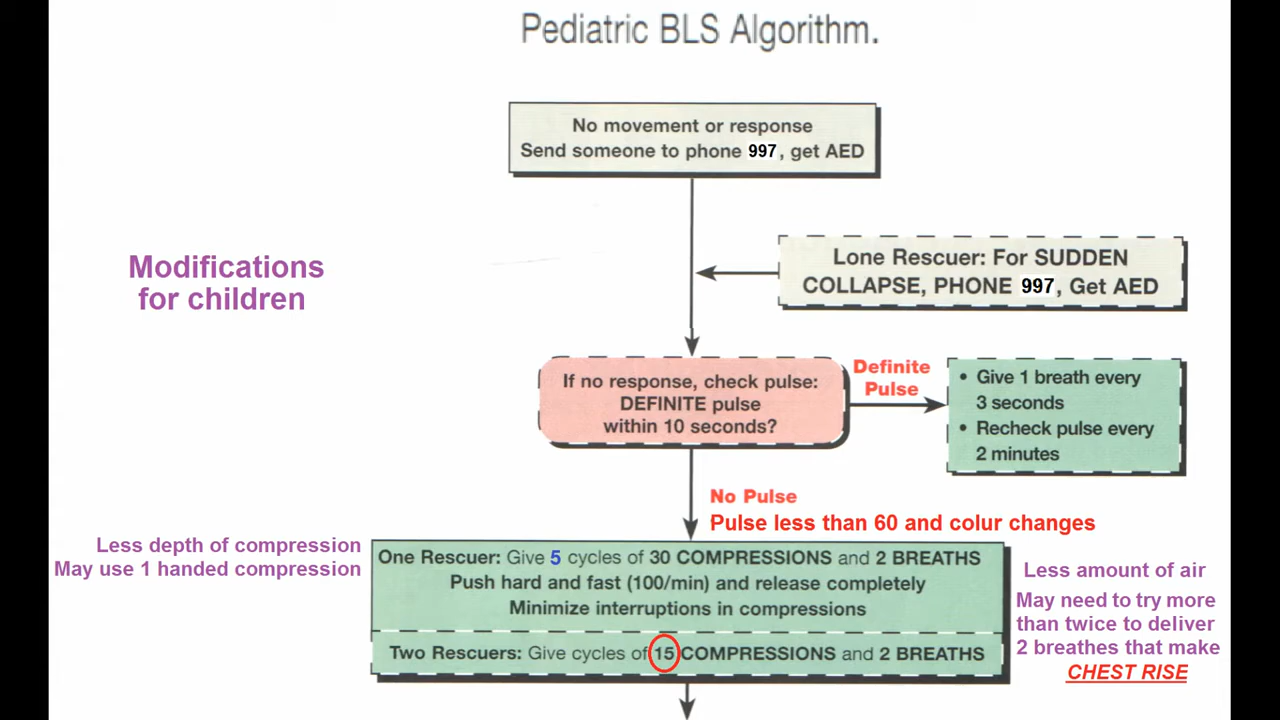 Pediatric BLS Algorithm.
No movement or response
Send someone to phone 997, get AED
Modifications
for children
Lone Rescuer: For SUDDEN
COLLAPSE, PHONE 997, Get AED
If no response, check pulse:
DEFINITE pulse
within 10 seconds?
Definite
Pulse
• Give 1 breath every
3 seconds
• Recheck pulse every
2 minutes
No Pulse
Pulse less than 60 and colur changes
Less depth of compression
May use 1 handed compression
One Rescuer: Give 5 cycles of 30 COMPRESSIONS and 2 BREATHS
Push hard and fast (100/min) and release completely
Minimize interruptions in compressions
Two Rescuers: Give cycles of 15 COMPRESSIONS and 2 BREATHS
Less amount of air
May need to try more
than twice to deliver
2 breathes that make
CHEST RISE